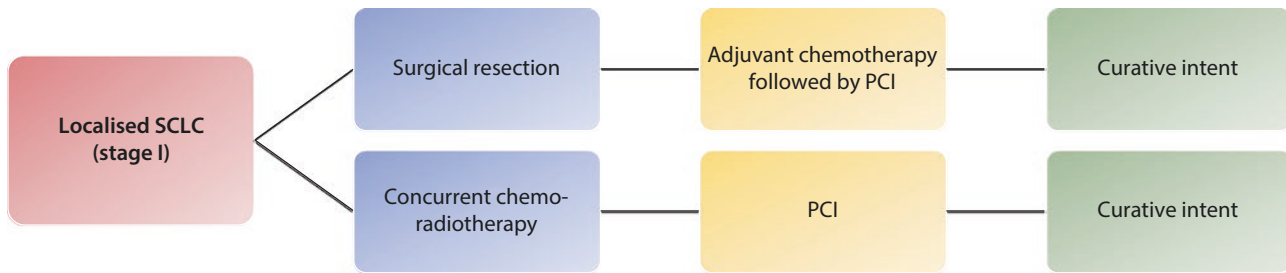 Localised SCLC
(stage I)
Surgical resection
Adjuvant chemotherapy
followed by PCI
Curative intent
Concurrent chemo-
radiotherapy
PCI
Curative intent